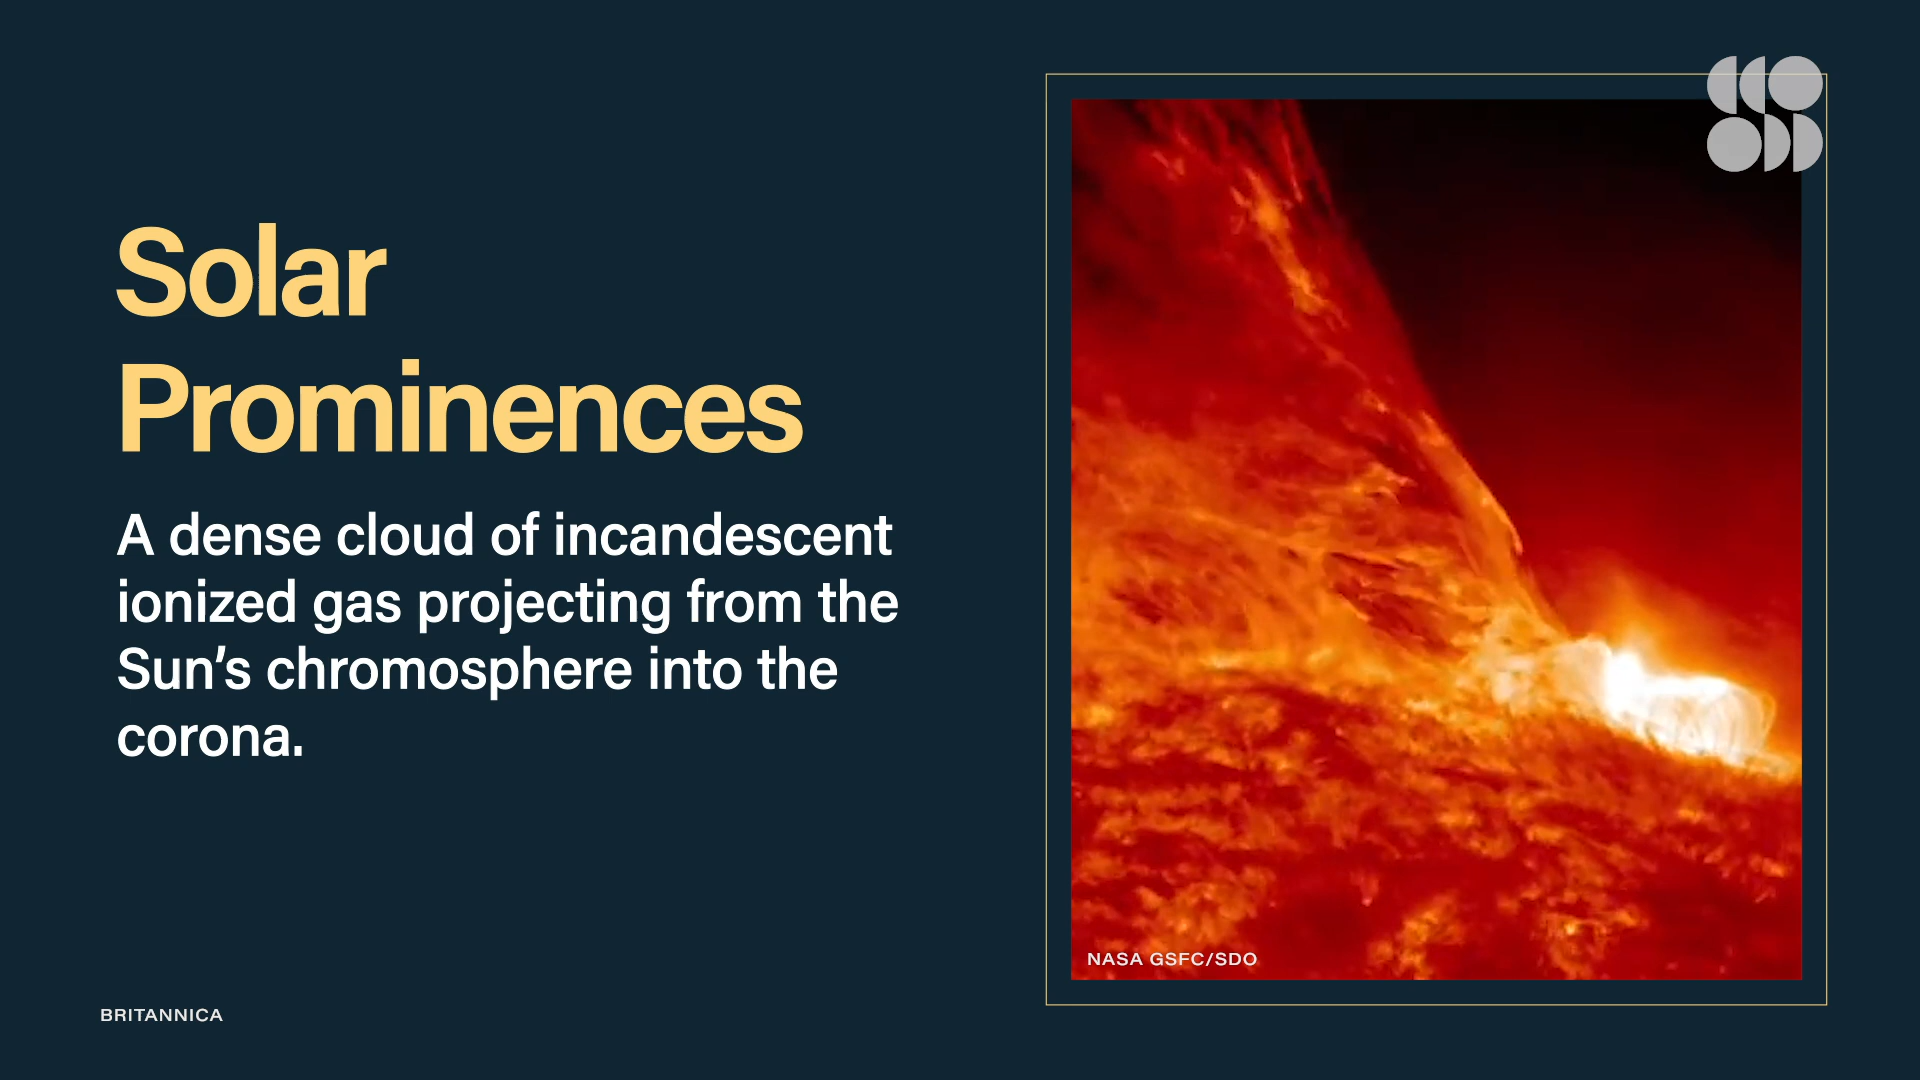 Solar
Prominences
A dense cloud of incandescent
ionized gas projecting from the
Sun’s chromosphere into the
corona.
NASA GSFC/SDO
BRITANNICA